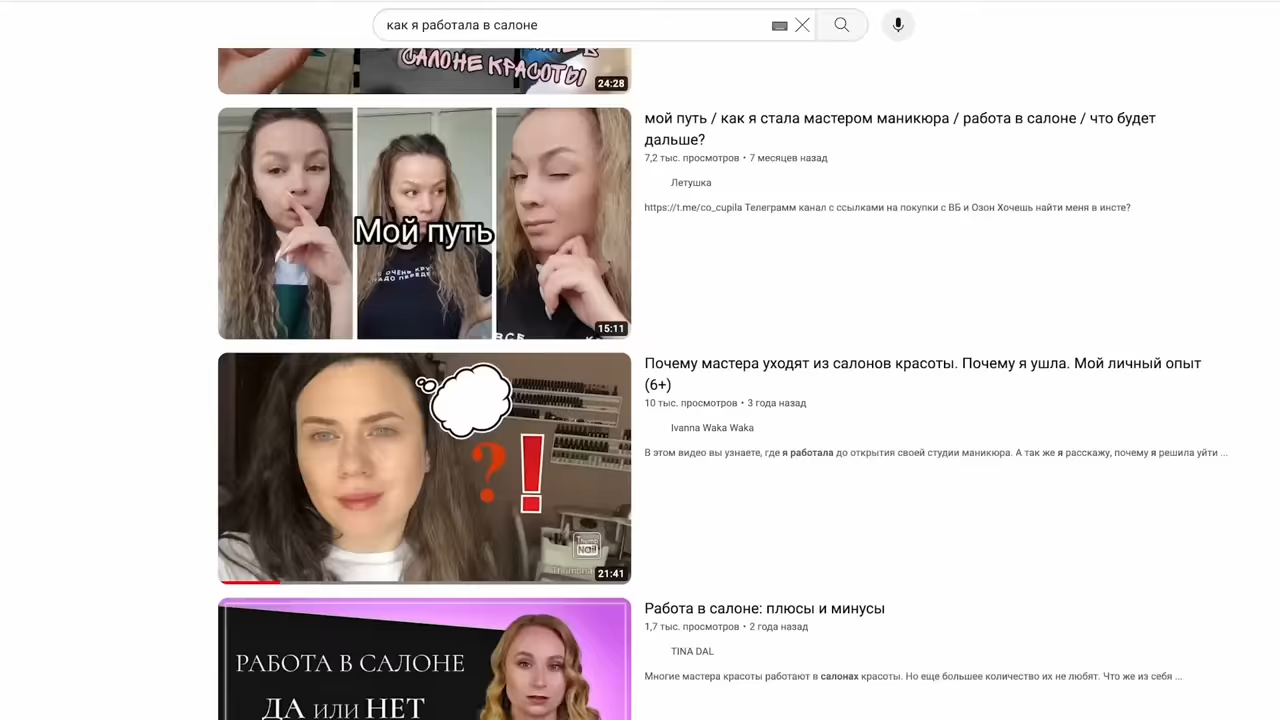 как я работала в салоне
САЛОНЕ КРАСОТЫ
24:28
Мой путь
15:11
мой путь / как я стала мастером маникюра / работа в салоне / что будет
дальше?
7,2 тыс. просмотров • 7 месяцев назад
Летушка
https://t.me/co_cupila Телеграмм канал с ссылками на покупки с ВБ и Озон Хочешь найти меня в инсте?
?!
21:41
Почему мастера уходят из салонов красоты. Почему я ушла. Мой личный опыт
(6+)
10 тыс. просмотров • 3 года назад
Ivanna Waka Waka
В этом видео вы узнаете, где я работала до открытия своей студии маникюра. А так же я расскажу, почему я решила уйти ...
РАБОТА В САЛОНЕ
ДА или НЕТ
Работа в салоне: плюсы и минусы
1,7 тыс. просмотров • 2 года назад
TINA DAL
Многие мастера красоты работают в салонах красоты. Но еще большее количество их не любят. Что же из себя ...